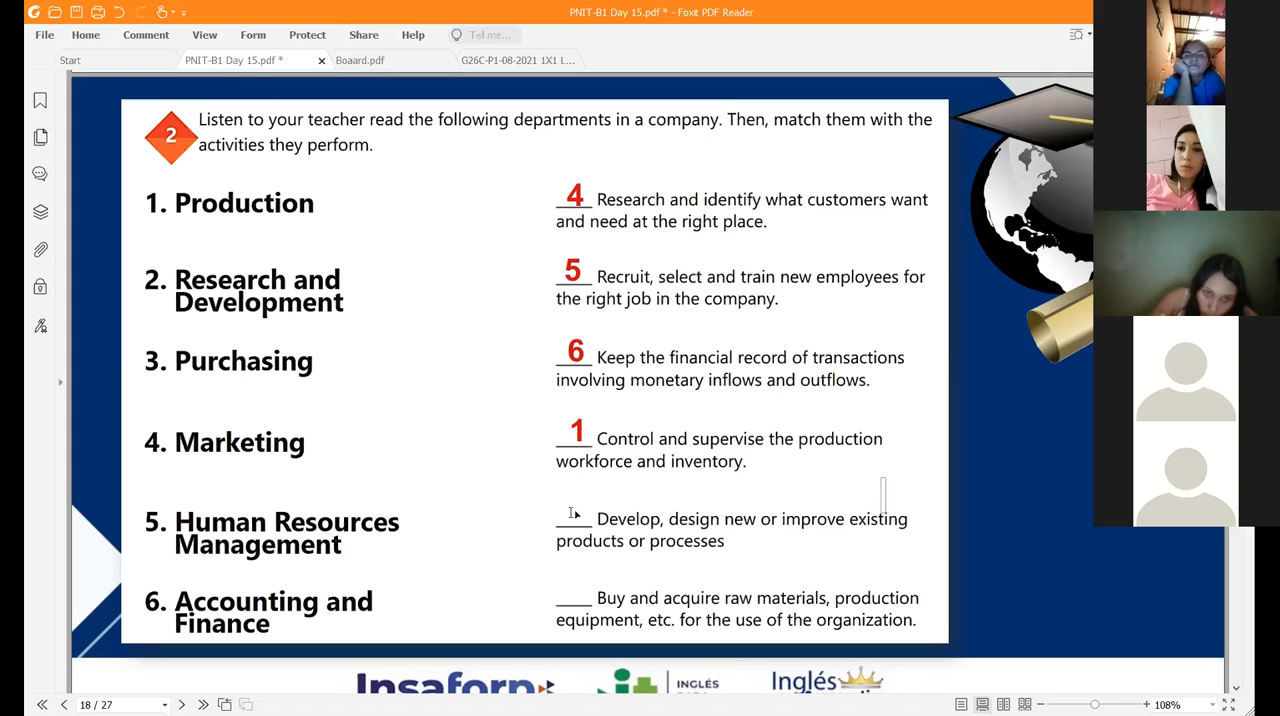 PNIT-B1 Day 15.pdf * - Foxit PDF Reader
File Home Comment View Form Protect Share Help Tell me...
Start PNIT-B1 Day 15.pdf * Boaard.pdf G26C-P1-08-2021 1X1 L...
2 Listen to your teacher read the following departments in a company. Then, match them with the
activities they perform.
1. Production
4 Research and identify what customers want
and need at the right place.
2. Research and
Development
5 Recruit, select and train new employees for
the right job in the company.
3. Purchasing
6 Keep the financial record of transactions
involving monetary inflows and outflows.
4. Marketing
1 Control and supervise the production
workforce and inventory.
5. Human Resources
Management
____ Develop, design new or improve existing
products or processes
6. Accounting and
Finance
____ Buy and acquire raw materials, production
equipment, etc. for the use of the organization.
Insaforp
INGLÉS
Inglés
18 / 27
108%